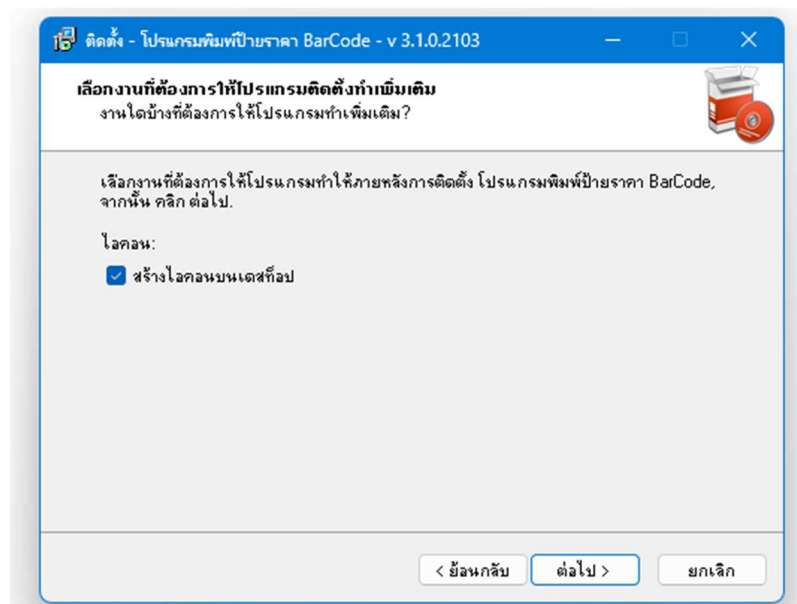 ติดตั้ง - โปรแกรมพิมพ์ป้ายราคา BarCode - v 3.1.0.2103
เลือกงานที่ต้องการให้โปรแกรมติดตั้งทำเพิ่มเติม
งานใดบ้างที่ต้องการให้โปรแกรมทำเพิ่มเติม?
เลือกงานที่ต้องการให้โปรแกรมทำให้ภายหลังการติดตั้ง โปรแกรมพิมพ์ป้ายราคา BarCode,
จากนั้น คลิก ต่อไป.
ไอคอน:
สร้างไอคอนบนเดสท็อป
< ย้อนกลับ ต่อไป > ยกเลิก